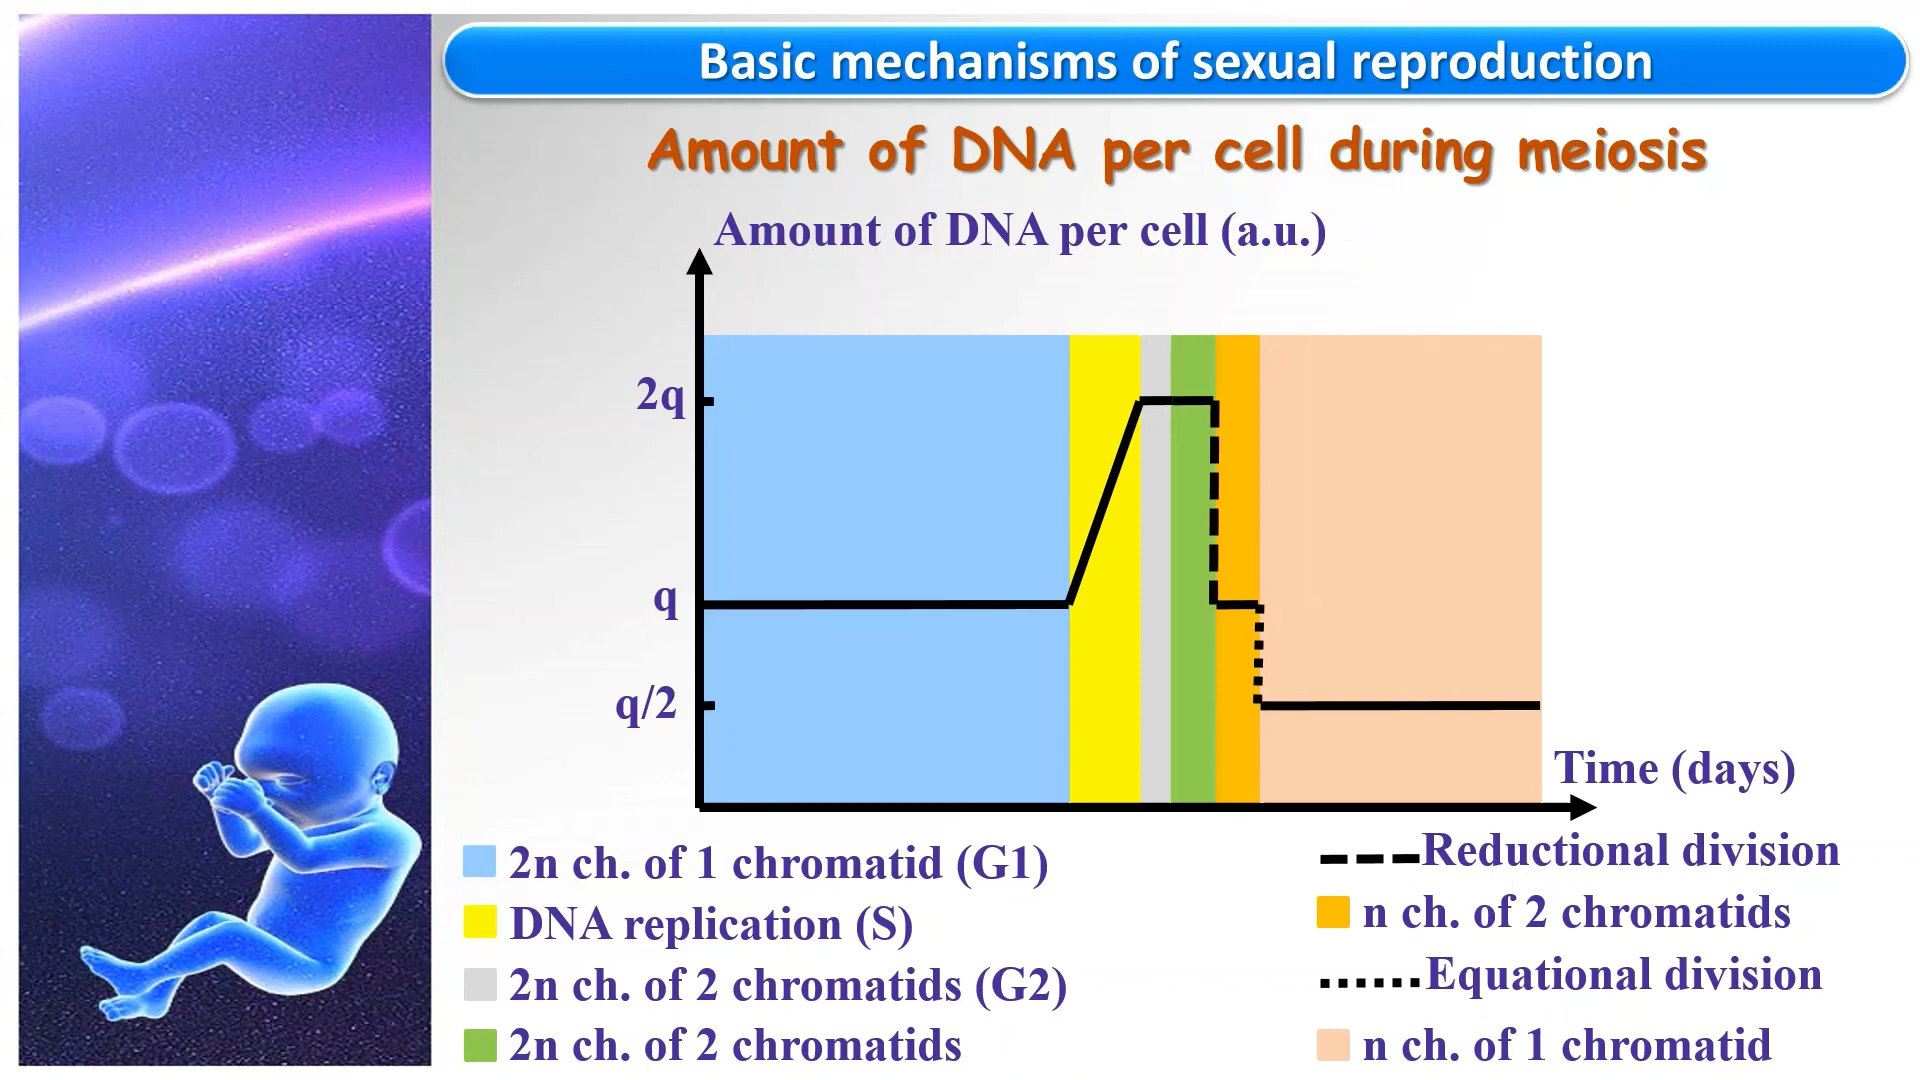 Basic mechanisms of sexual reproduction
Amount of DNA per cell during meiosis
Amount of DNA per cell (a.u.)
2q
q
q/2
Time (days)
2n ch. of 1 chromatid (G1)
DNA replication (S)
2n ch. of 2 chromatids (G2)
2n ch. of 2 chromatids
Reductional division
n ch. of 2 chromatids
Equational division
n ch. of 1 chromatid